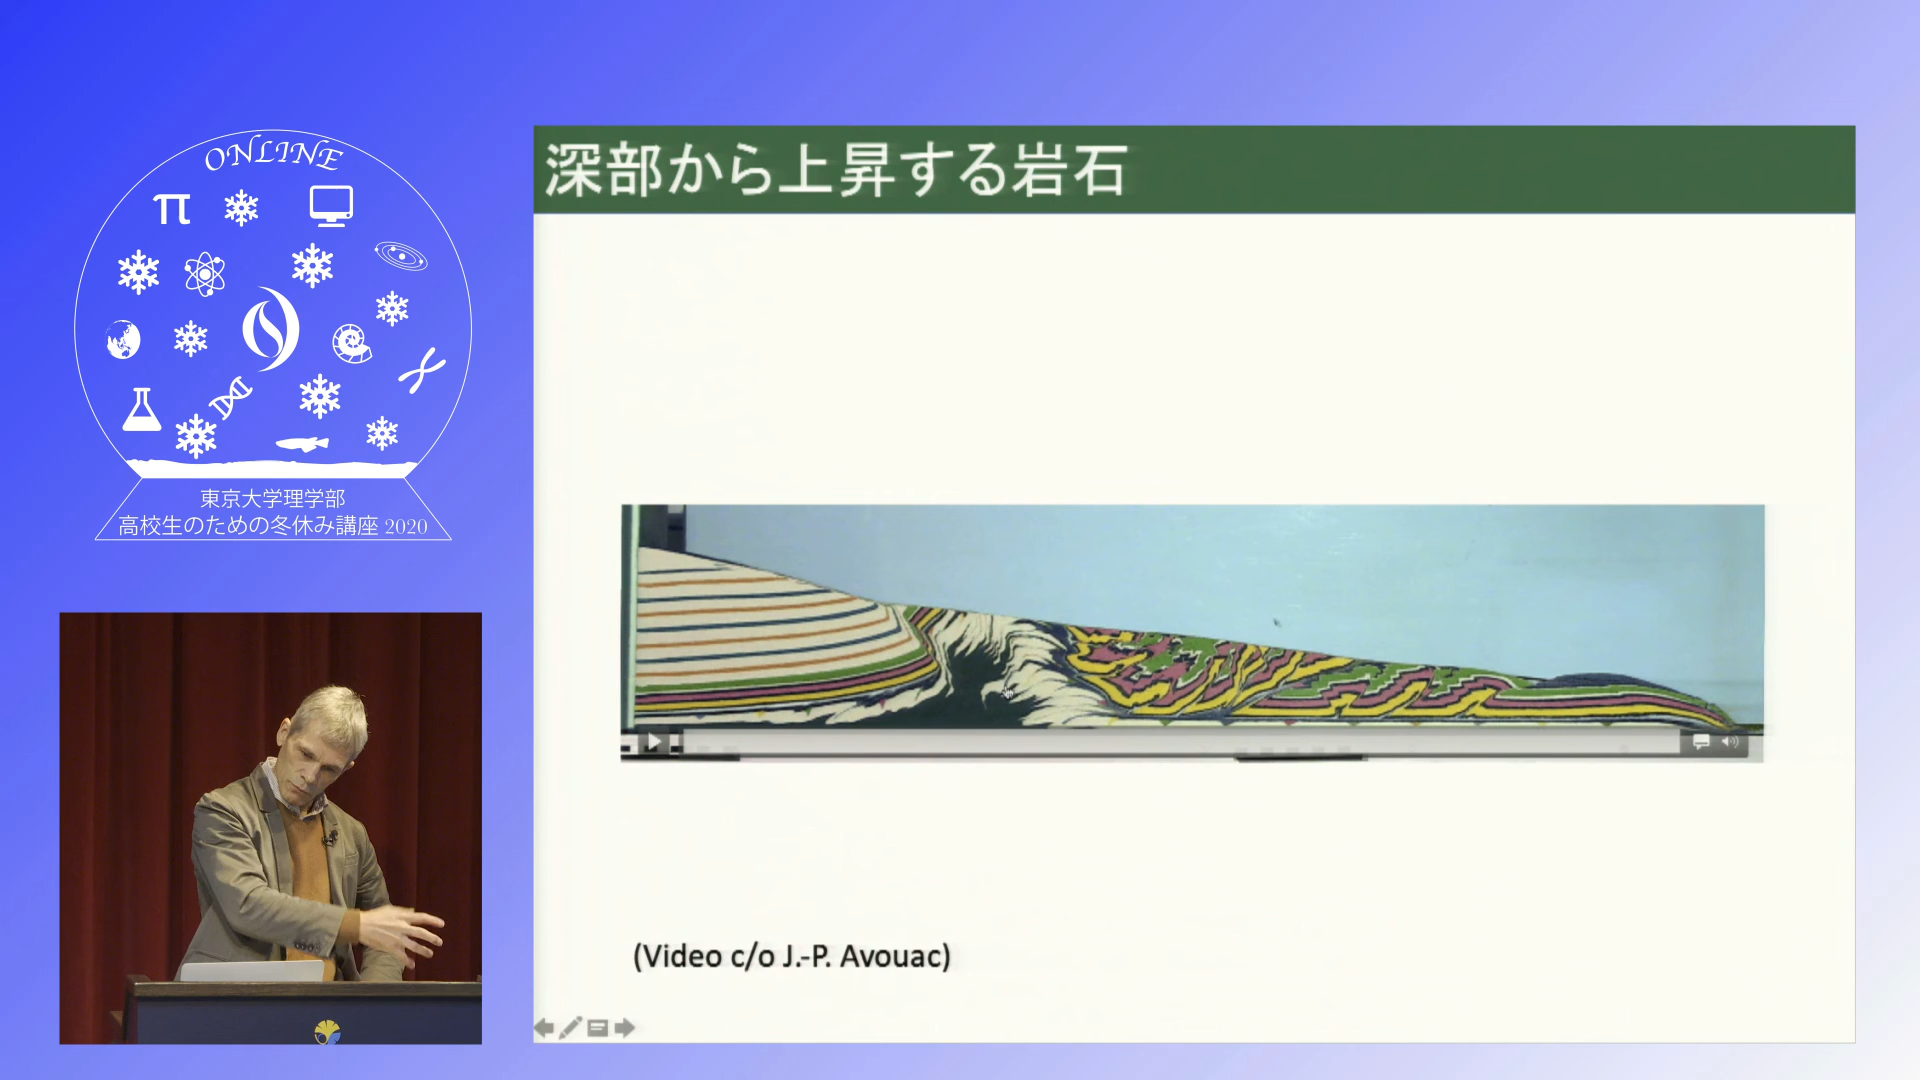 ONLINE
π
東京大学理学部
高校生のための冬休み講座 2020
深部から上昇する岩石
(Video c/o J.-P. Avouac)